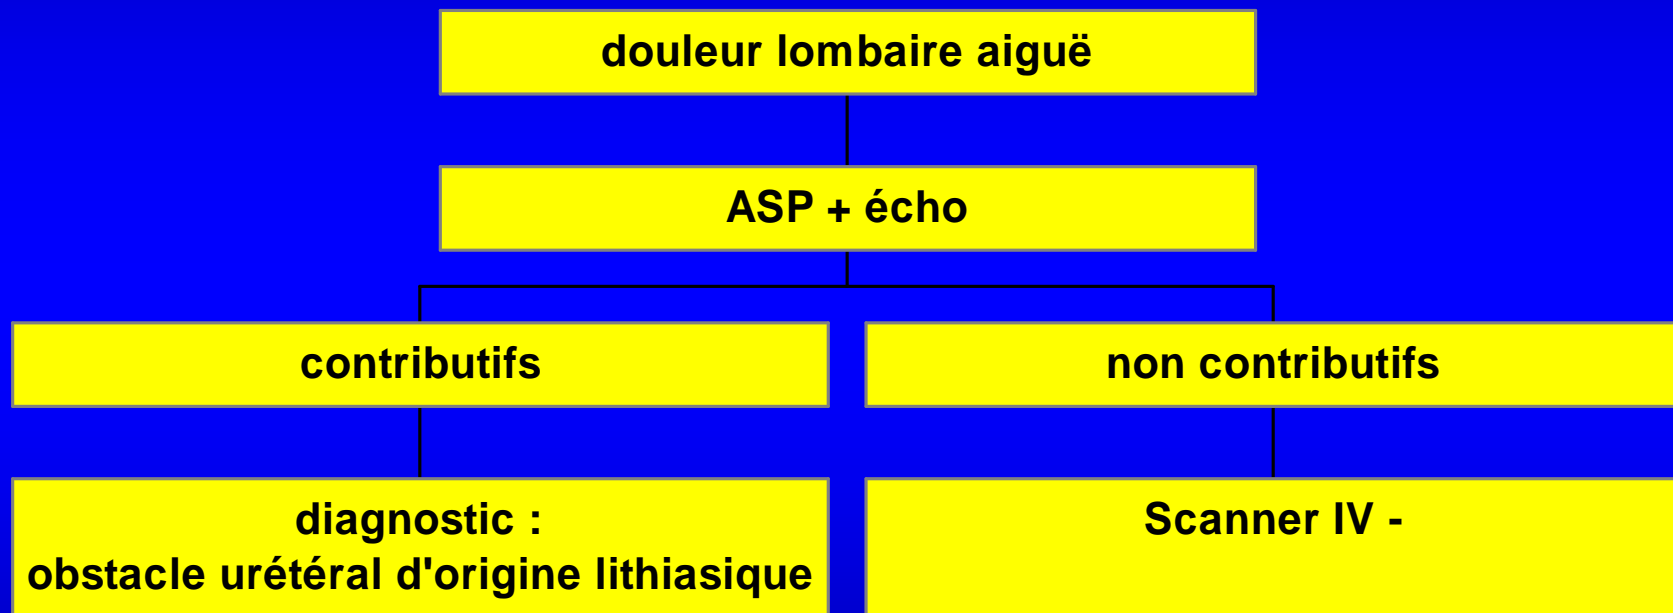 douleur lombaire aiguë
ASP + écho
contributifs
non contributifs
diagnostic :
obstacle urétéral d'origine lithiasique
Scanner IV -